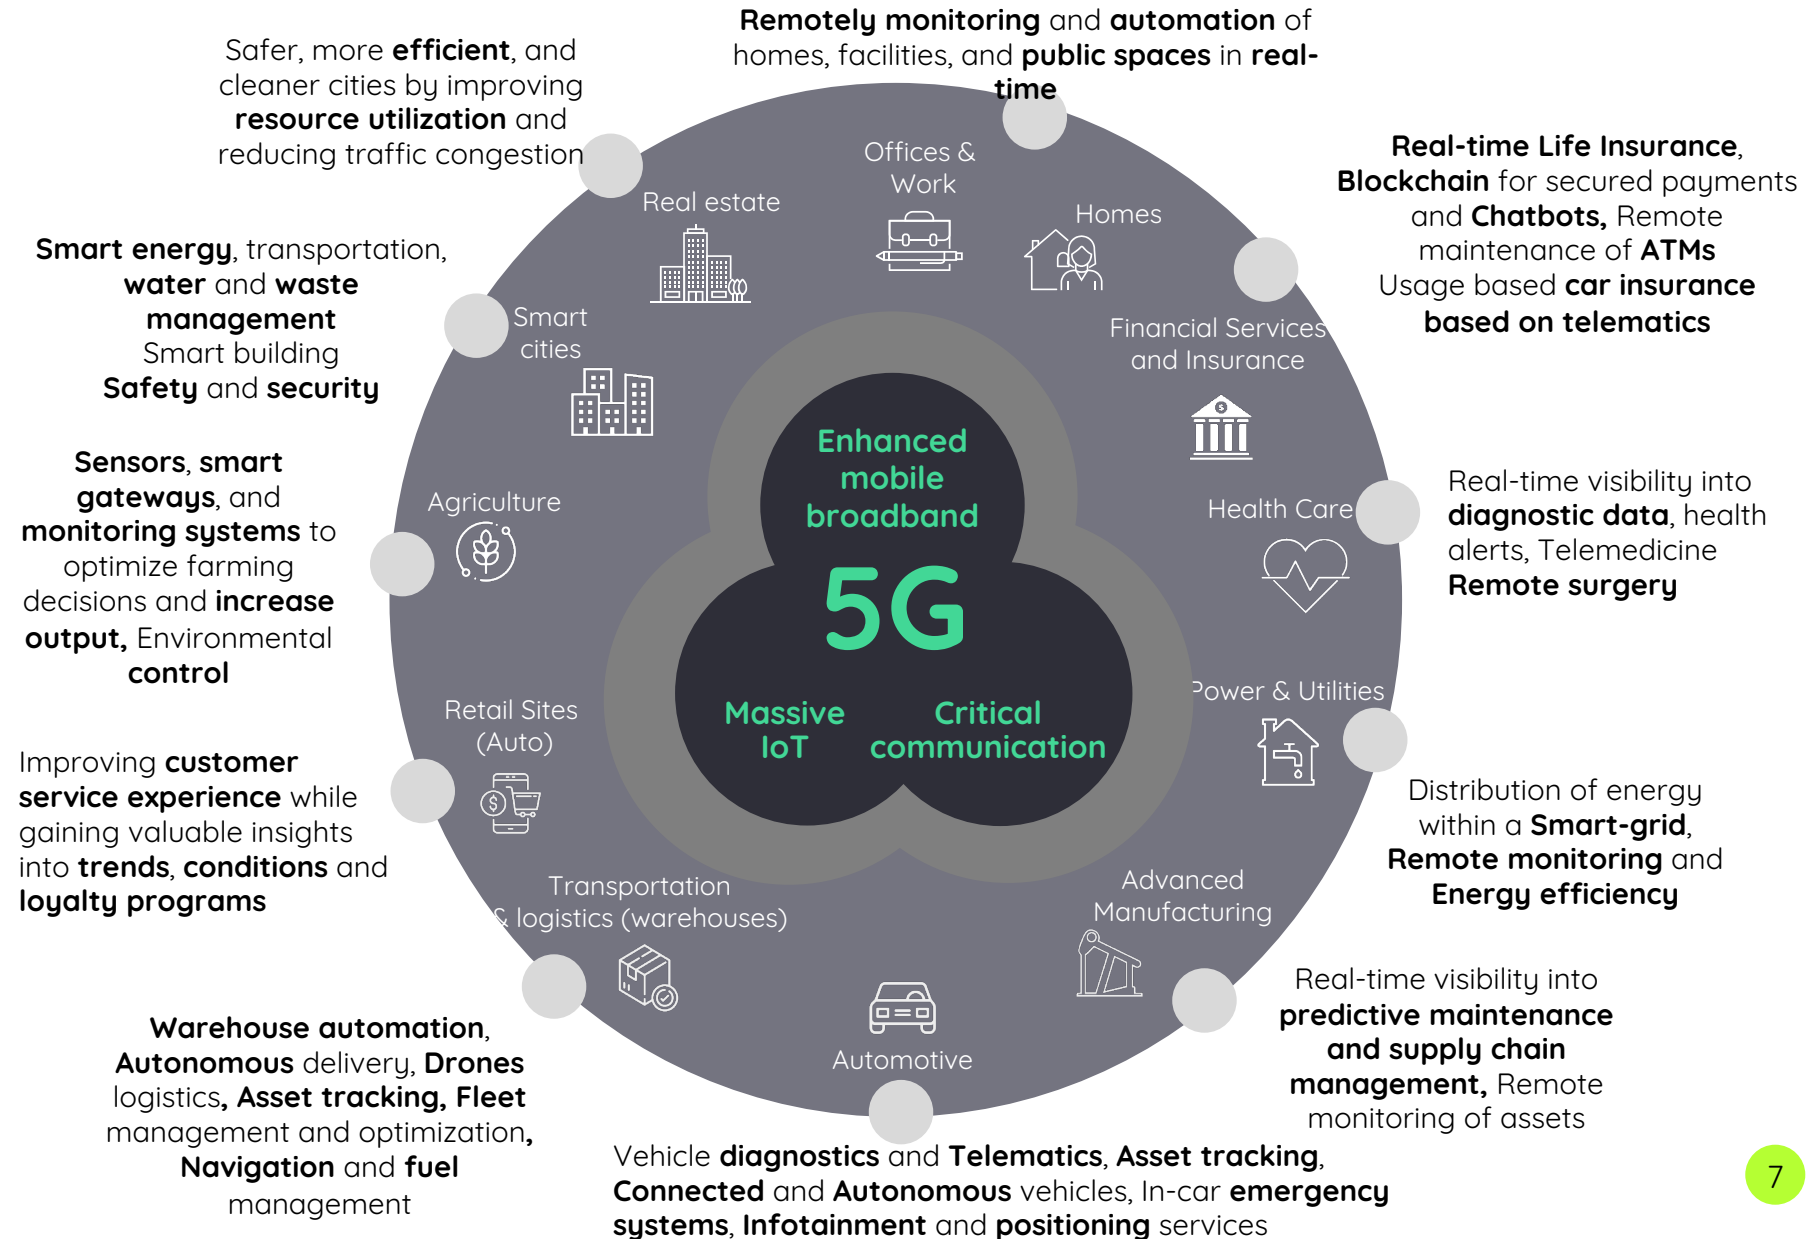 Remotely monitoring and automation of
homes, facilities, and public spaces in real-
time
Safer, more efficient, and
cleaner cities by improving
resource utilization and
reducing traffic congestion
Offices &
Work
Real estate
Homes
Real-time Life Insurance,
Blockchain for secured payments
and Chatbots, Remote
maintenance of ATMs
Usage based car insurance
based on telematics
Smart energy, transportation,
water and waste
management
Smart building
Safety and security
Smart
cities
Financial Services
and Insurance
Enhanced
mobile
broadband
5G
Massive
IoT
Critical
communication
Sensors, smart
gateways, and
monitoring systems to
optimize farming
decisions and increase
output, Environmental
control
Agriculture
Health Care
Real-time visibility into
diagnostic data, health
alerts, Telemedicine
Remote surgery
Retail Sites
(Auto)
Power & Utilities
Improving customer
service experience while
gaining valuable insights
into trends, conditions and
loyalty programs
Distribution of energy
within a Smart-grid,
Remote monitoring and
Energy efficiency
Transportation
& logistics (warehouses)
Advanced
Manufacturing
Automotive
Real-time visibility into
predictive maintenance
and supply chain
management, Remote
monitoring of assets
Warehouse automation,
Autonomous delivery, Drones
logistics, Asset tracking, Fleet
management and optimization,
Navigation and fuel
management
Vehicle diagnostics and Telematics, Asset tracking,
Connected and Autonomous vehicles, In-car emergency
systems, Infotainment and positioning services
7